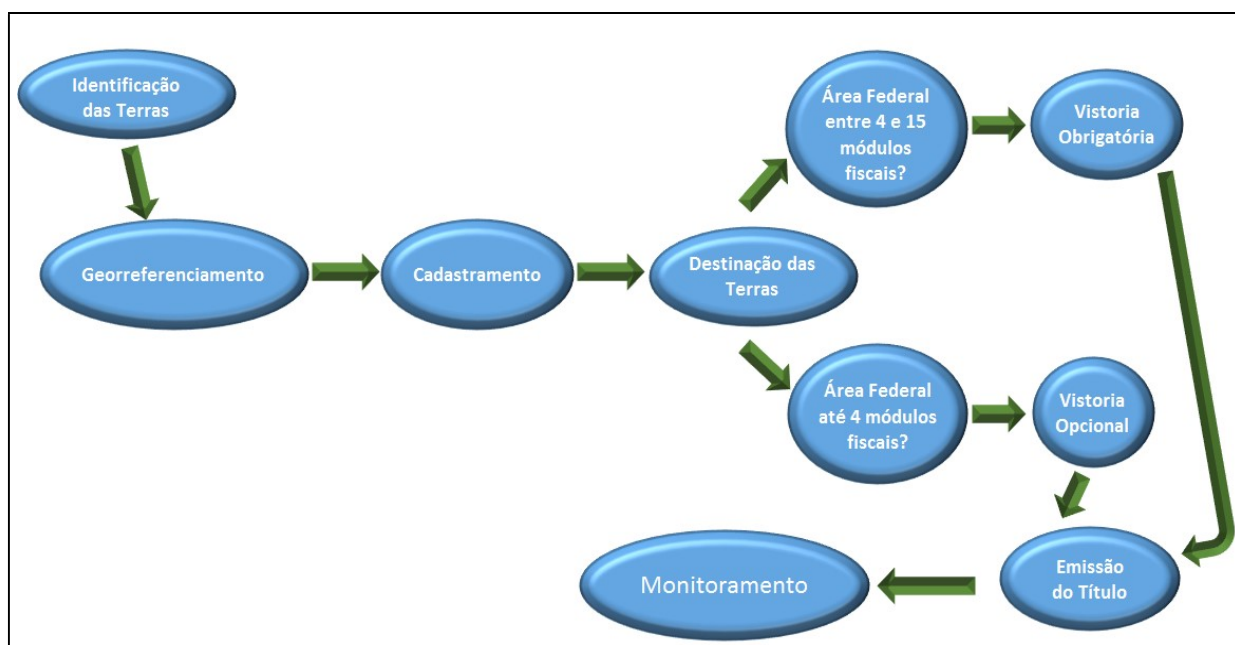 Identificação
das Terras
Georreferenciamento
Cadastramento
Destinação das
Terras
Área Federal
entre 4 e 15
módulos
fiscais?
Vistoria
Obrigatória
Área Federal
até 4 módulos
fiscais?
Vistoria
Opcional
Emissão
do Título
Monitoramento